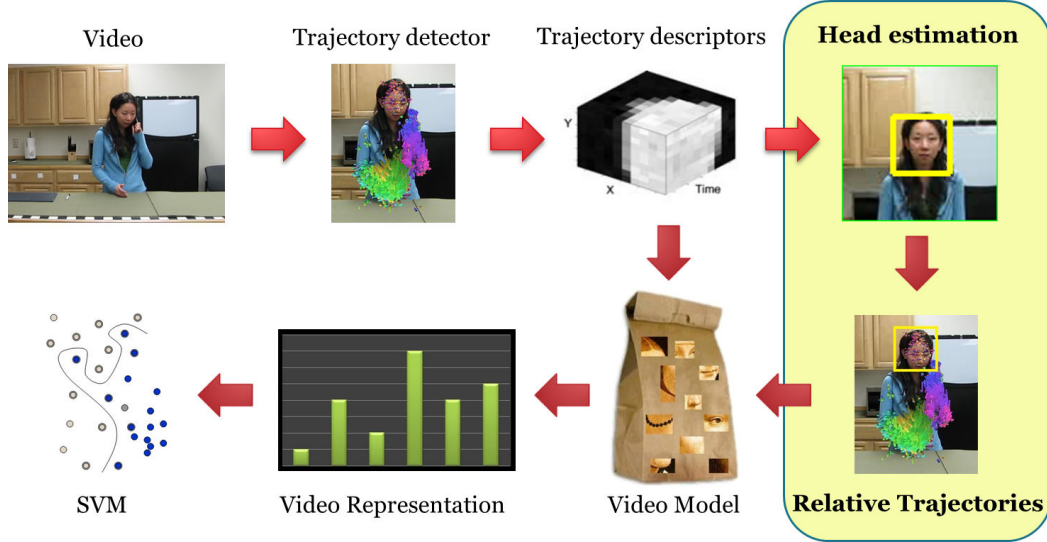 Video
Trajectory detector
Trajectory descriptors
Head estimation
Y
X
Time
SVM
Video Representation
Video Model
Relative Trajectories